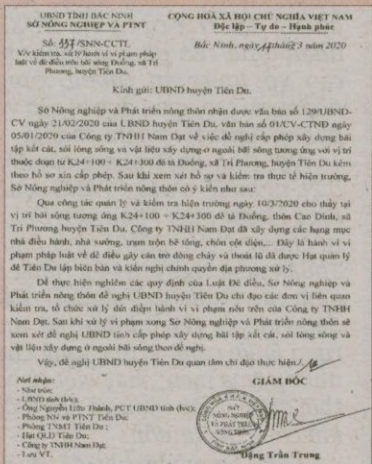 UBND TỈNH BẮC NINH
SỞ NÔNG NGHIỆP VÀ PTNT
CỘNG HOÀ XÃ HỘI CHỦ NGHĨA VIỆT NAM
Độc lập – Tự do – Hạnh phúc
Số: 337/SNN-CCTL
Bắc Ninh, ngày 17 tháng 3 năm 2020
V/v kiểm tra, xử lý hành vi vi phạm pháp
luật về đê điều trên bãi sông Đuống, xã Tri
Phương, huyện Tiên Du.
Kính gửi: UBND huyện Tiên Du.
Sở Nông nghiệp và Phát triển nông thôn nhận được văn bản số 129/UBND-
CV ngày 21/02/2020 của UBND huyện Tiên Du, văn bản số 01/CV-CTNĐ ngày
05/01/2020 của Công ty TNHH Nam Đạt về việc đề nghị cấp phép xây dựng bãi
tập kết cát, sỏi lòng sông và vật liệu xây dựng ở ngoài bãi sông tương ứng với vị trí
thuộc đoạn từ K24+100 ÷ K24+300 đê tả Đuống, xã Tri Phương, huyện Tiên Du kèm
theo hồ sơ xin cấp phép. Sau khi xem xét hồ sơ và kiểm tra thực tế hiện trường,
Sở Nông nghiệp và Phát triển nông thôn có ý kiến như sau:
Qua công tác quản lý và kiểm tra hiện trường ngày 10/3/2020 cho thấy tại
vị trí bãi sông tương ứng K24+100 ÷ K24+300 đê tả Đuống, thôn Cao Đình, xã
Tri Phương, huyện Tiên Du. Công ty TNHH Nam Đạt đã xây dựng các hạng mục
nhà điều hành, nhà xưởng, trạm trộn bê tông, chôn cột điện,... Đây là hành vi vi
phạm pháp luật về đê điều gây cản trở dòng chảy và thoát lũ đã được Hạt quản lý
đê Tiên Du lập biên bản và kiến nghị chính quyền địa phương xử lý.
Để thực hiện nghiêm các quy định của Luật Đê điều, Sở Nông nghiệp và
Phát triển nông thôn đề nghị UBND huyện Tiên Du chỉ đạo các đơn vị liên quan
kiểm tra, tổ chức xử lý dứt điểm hành vi vi phạm nêu trên của Công ty TNHH
Nam Đạt. Sau khi xử lý vi phạm xong Sở Nông nghiệp và Phát triển nông thôn sẽ
xem xét đề nghị UBND tỉnh cấp phép xây dựng bãi tập kết cát, sỏi lòng sông và
vật liệu xây dựng ở ngoài bãi sông theo đề nghị.
Vậy, đề nghị UBND huyện Tiên Du quan tâm chỉ đạo thực hiện./.
Nơi nhận:
- Như trên;
- UBND tỉnh (b/c);
- Ông Nguyễn Hữu Thành, PCT UBND tỉnh (b/c);
- Phòng NN và PTNT Tiên Du;
- Phòng TNMT Tiên Du;
- Hạt QLĐ Tiên Du;
- Công ty TNHH Nam Đạt;
- Lưu VT.
GIÁM ĐỐC
SỞ
NÔNG NGHIỆP
VÀ PHÁT TRIỂN
NÔNG THÔN
Đặng Trần Trung